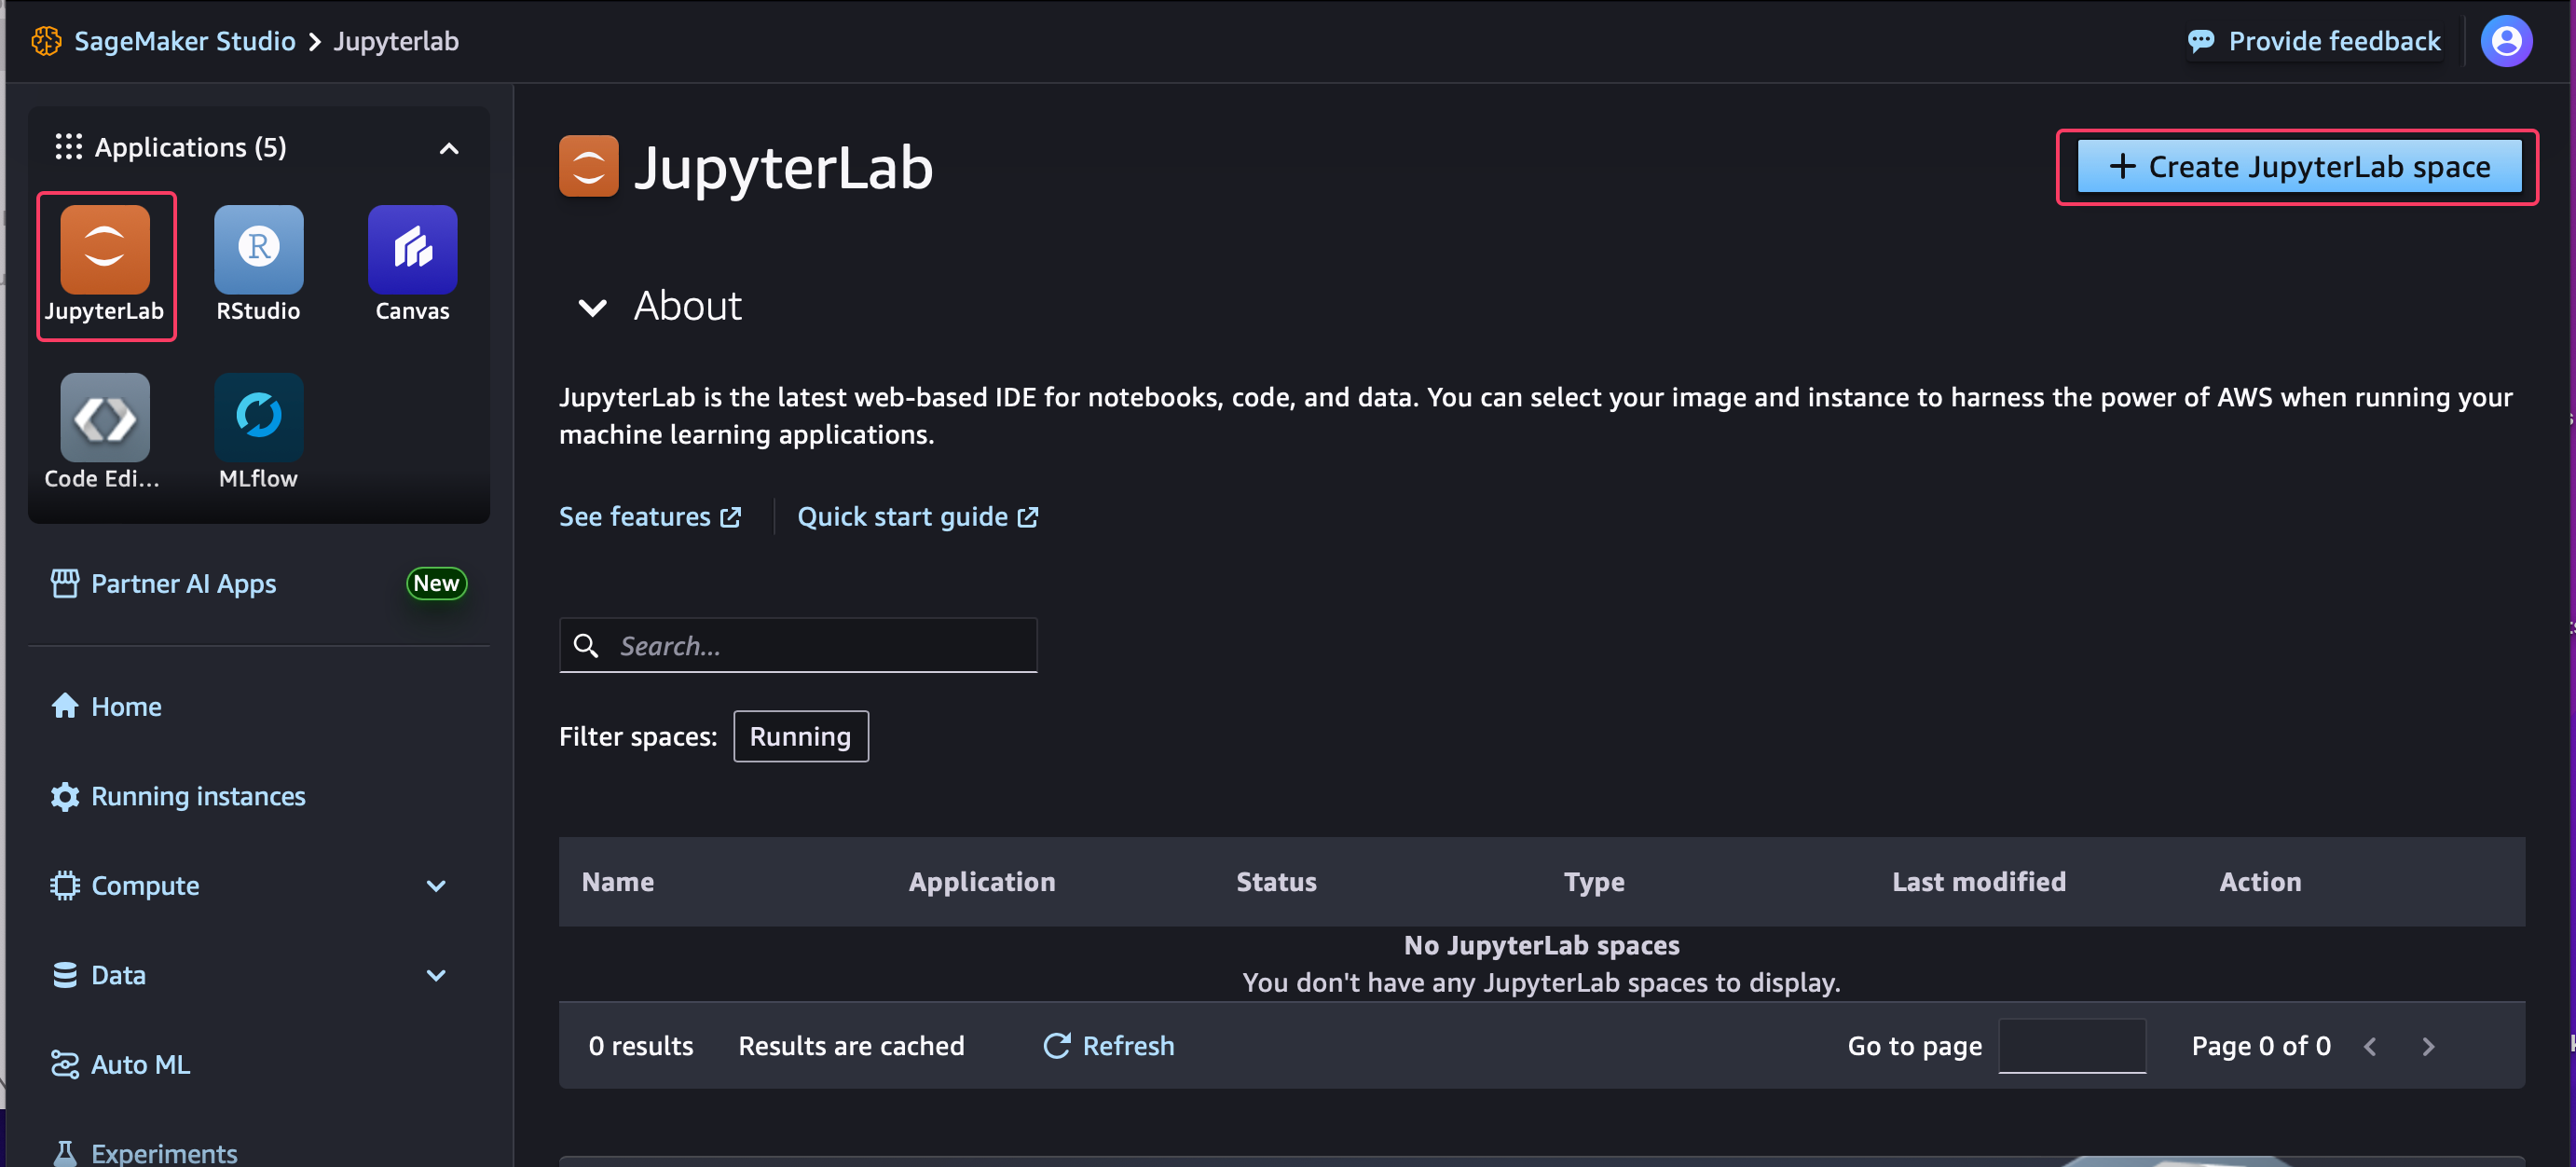 SageMaker Studio > Jupyterlab
Provide feedback
Applications (5)
JupyterLab
RStudio
Canvas
Code Edi...
MLflow
Partner AI Apps
New
Home
Running instances
Compute
Data
Auto ML
Experiments
JupyterLab
+ Create JupyterLab space
About
JupyterLab is the latest web-based IDE for notebooks, code, and data. You can select your image and instance to harness the power of AWS when running your
machine learning applications.
See features
Quick start guide
Search...
Filter spaces: Running
Name Application Status Type Last modified Action
No JupyterLab spaces
You don't have any JupyterLab spaces to display.
0 results Results are cached Refresh Go to page Page 0 of 0